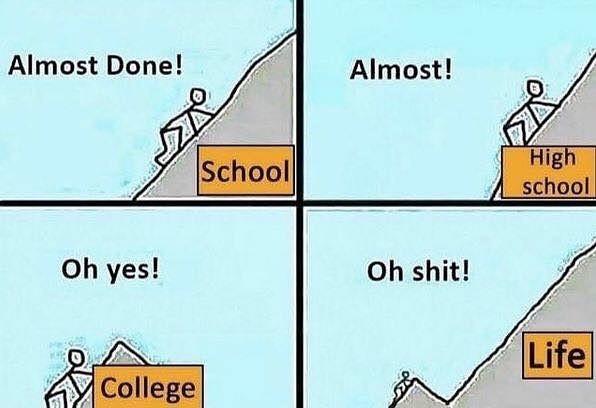 Almost Done!
School
Almost!
High
school
Oh yes!
College
Oh shit!
Life